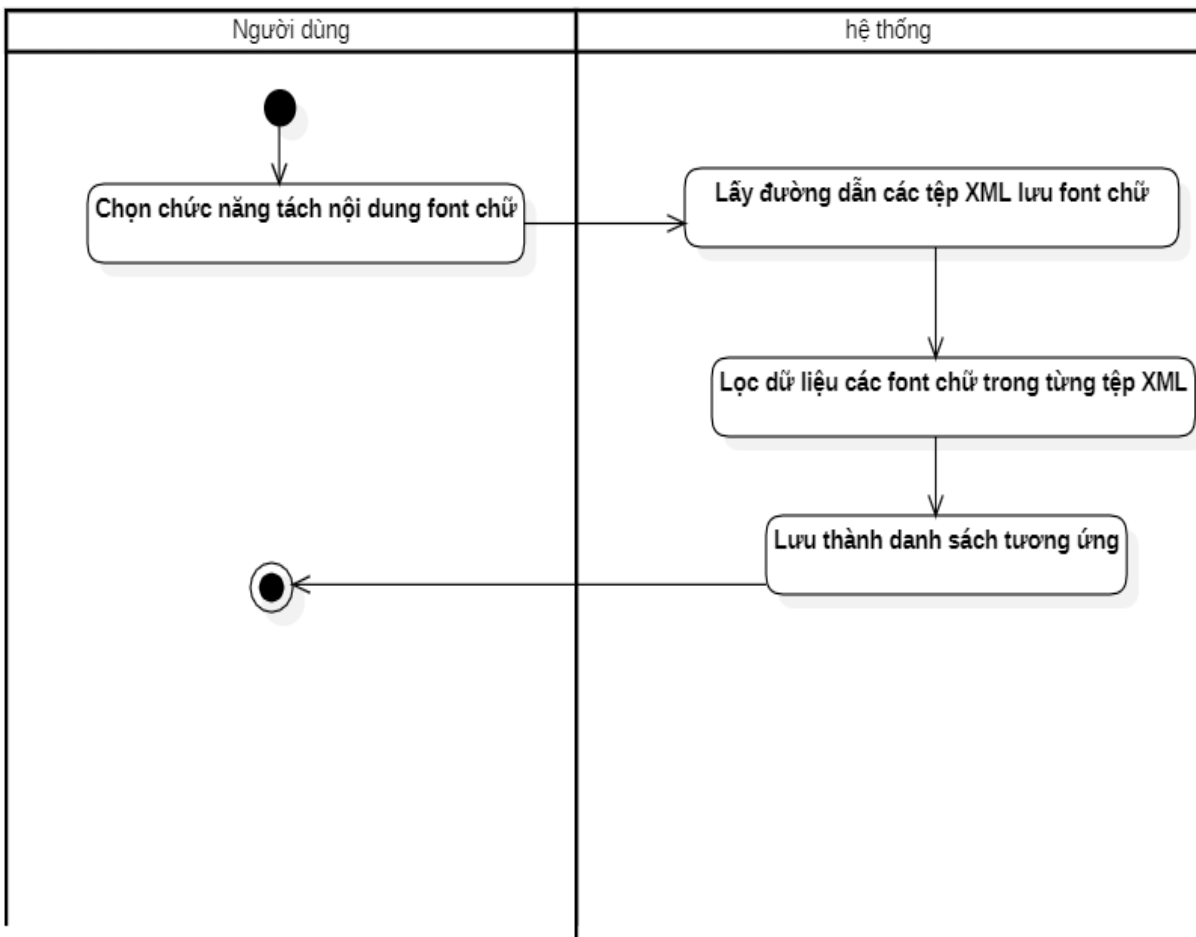 Người dùng
hệ thống
Chọn chức năng tách nội dung font chữ
Lấy đường dẫn các tệp XML lưu font chữ
Lọc dữ liệu các font chữ trong từng tệp XML
Lưu thành danh sách tương ứng